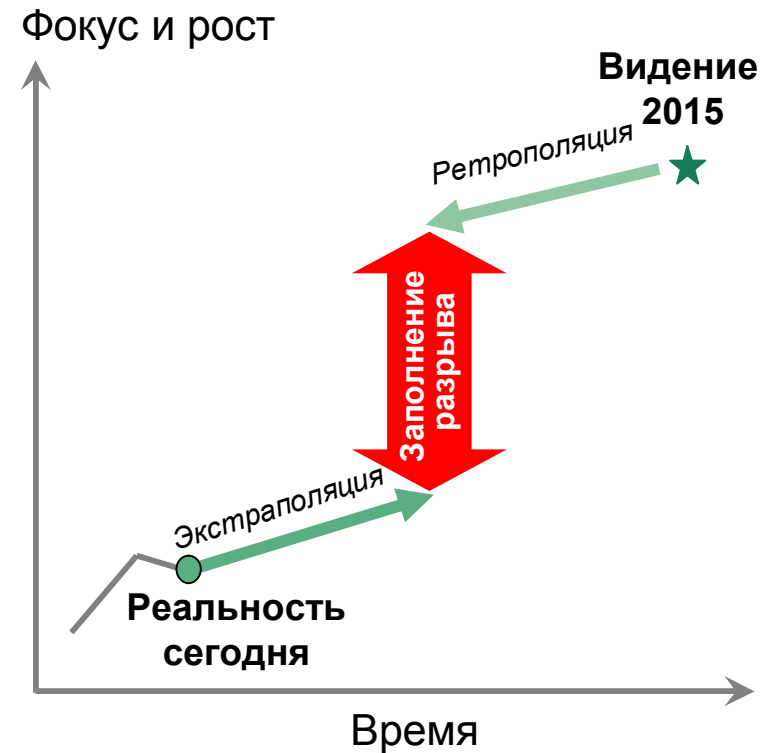 Фокус и рост
Видение
2015
Ретрополяция
Заполнение
разрыва
Экстраполяция
Реальность
сегодня
Время